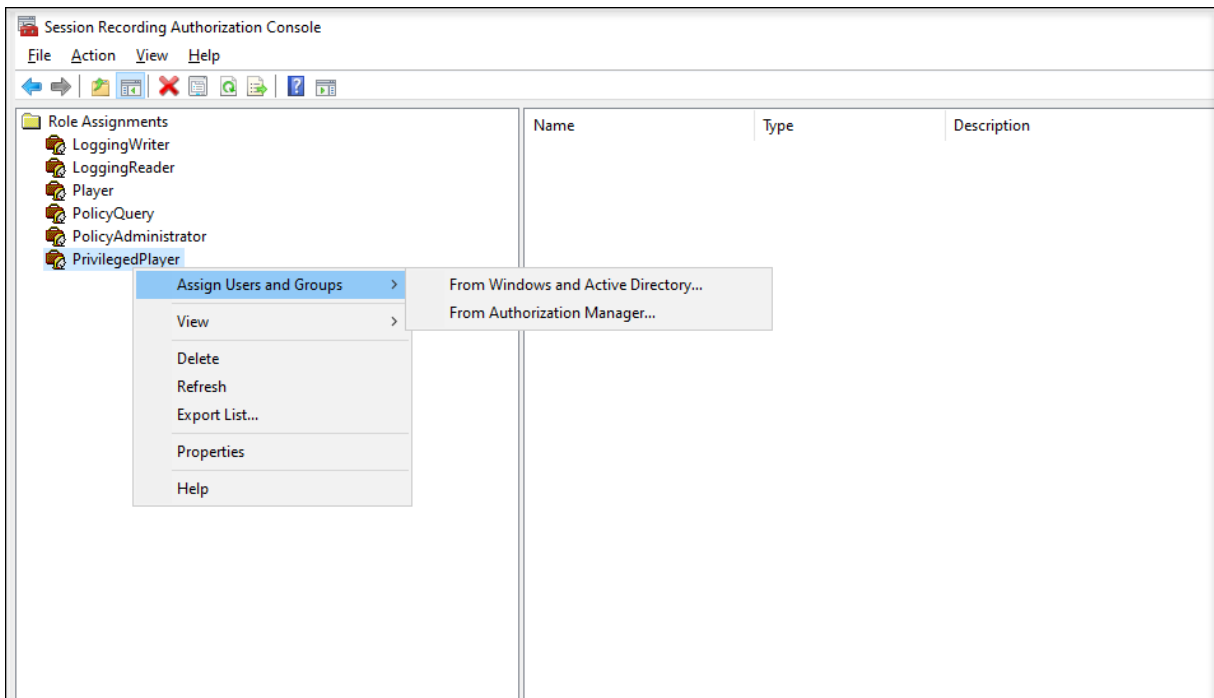 Session Recording Authorization Console
File Action View Help
Role Assignments
LoggingWriter
LoggingReader
Player
PolicyQuery
PolicyAdministrator
PrivilegedPlayer
Name Type Description
Assign Users and Groups
View
Delete
Refresh
Export List...
Properties
Help
From Windows and Active Directory...
From Authorization Manager...